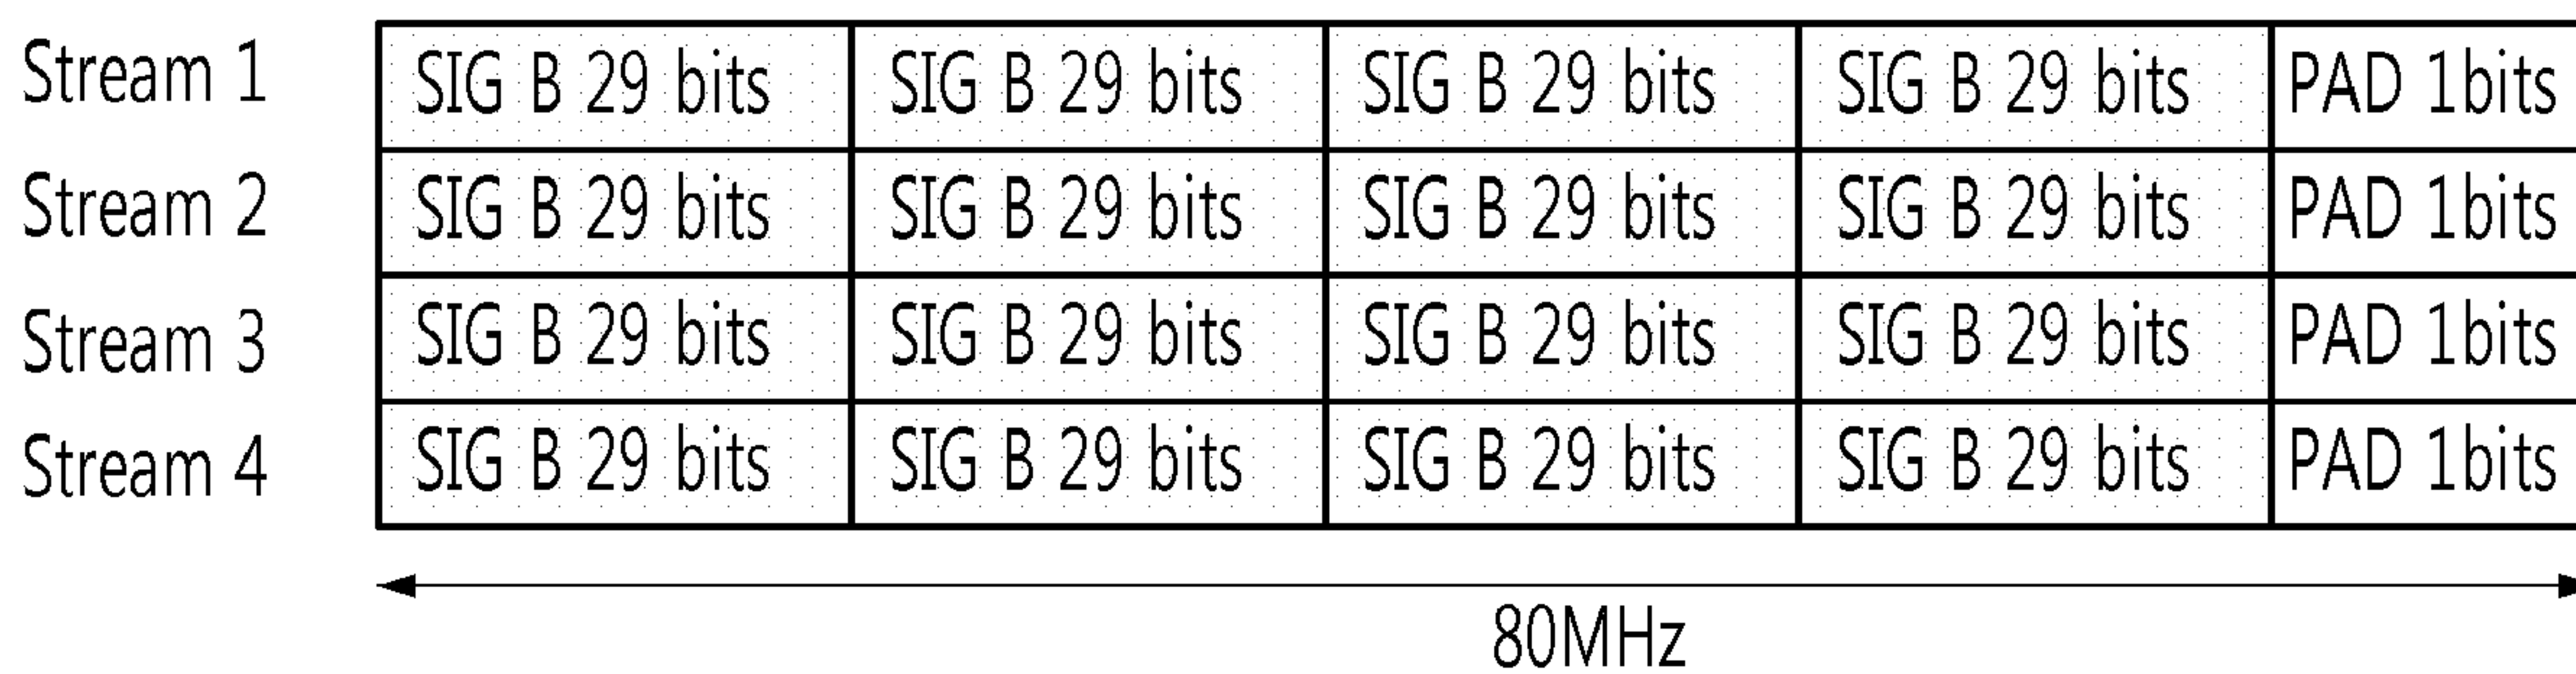 Stream 1 SIG B 29 bits SIG B 29 bits SIG B 29 bits SIG B 29 bits PAD 1bits
Stream 2 SIG B 29 bits SIG B 29 bits SIG B 29 bits SIG B 29 bits PAD 1bits
Stream 3 SIG B 29 bits SIG B 29 bits SIG B 29 bits SIG B 29 bits PAD 1bits
Stream 4 SIG B 29 bits SIG B 29 bits SIG B 29 bits SIG B 29 bits PAD 1bits
80MHz